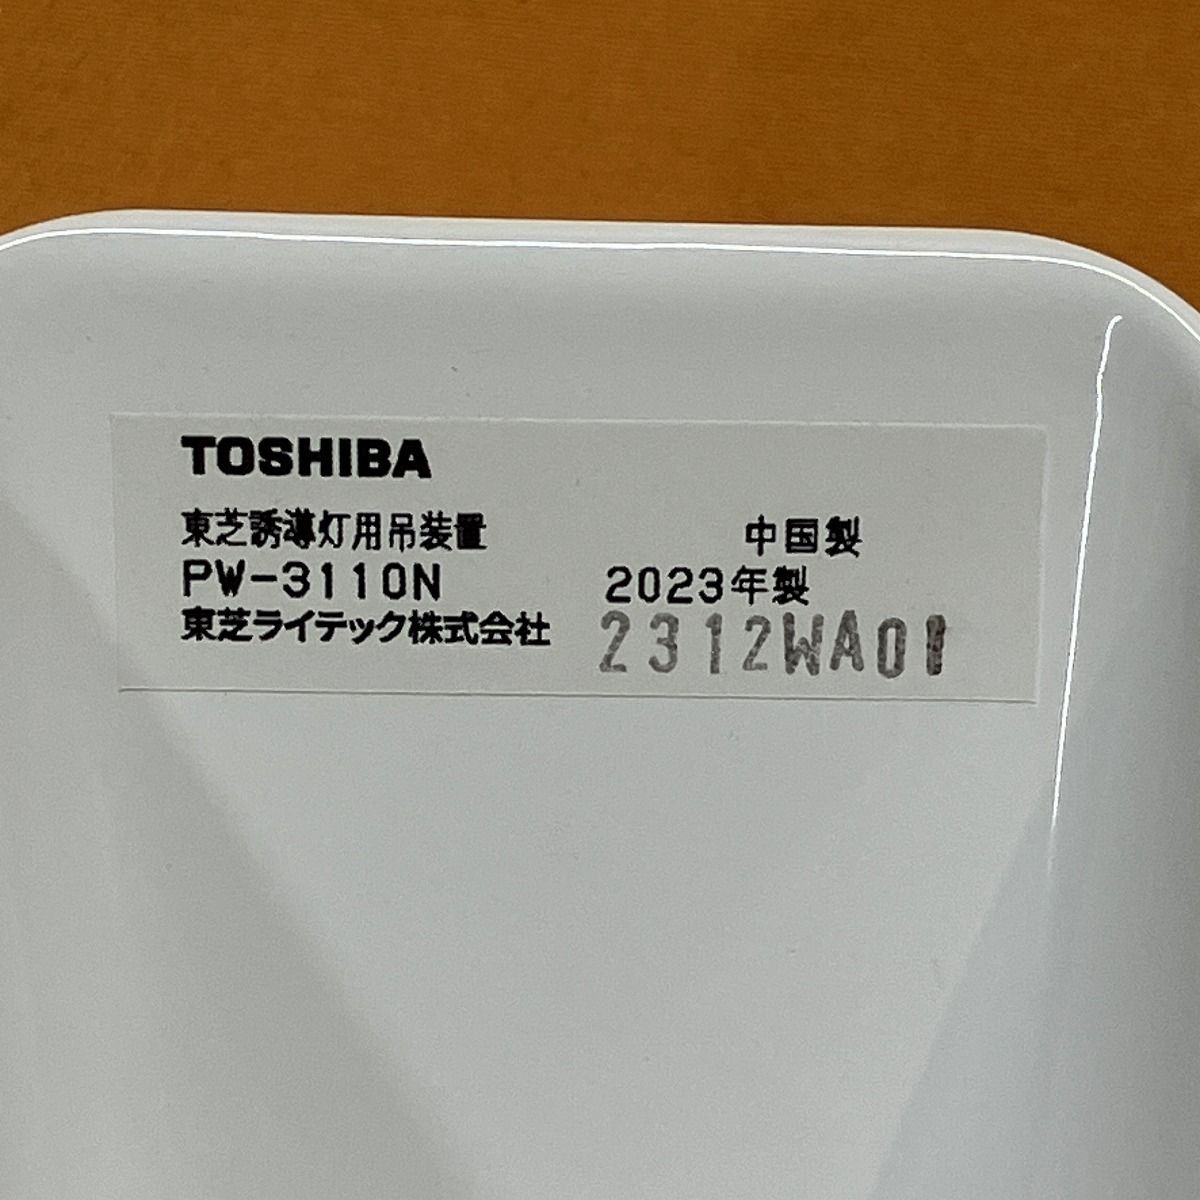 TOSHIBA
東芝誘導灯用吊装置 中国製
PW-3110N 2023年製
東芝ライテック株式会社 2312WA01